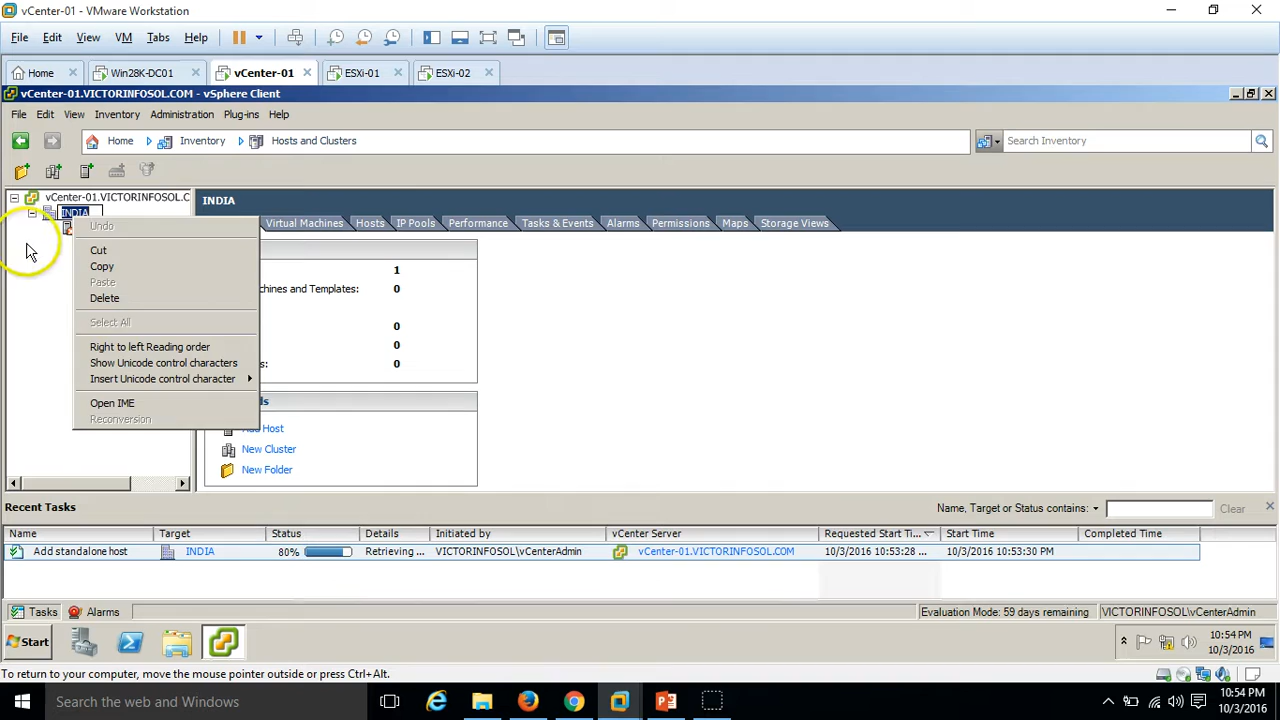 vCenter-01 - VMware Workstation
File Edit View VM Tabs Help
Home Win28K-DC01 vCenter-01 ESXi-01 ESXi-02
vCenter-01.VICTORINFOSOL.COM - vSphere Client
File Edit View Inventory Administration Plug-ins Help
Home Inventory Hosts and Clusters Search Inventory
vCenter-01.VICTORINFOSOL.C
INDIA
INDIA
Virtual Machines Hosts IP Pools Performance Tasks & Events Alarms Permissions Maps Storage Views
Undo
Cut
Copy
Paste
Delete
Select All
Right to left Reading order
Show Unicode control characters
Insert Unicode control character
Open IME
Reconversion
1
achines and Templates: 0
0
0
s: 0
ds
Add Host
New Cluster
New Folder
Recent Tasks Name, Target or Status contains: Clear
Name Target Status Details Initiated by vCenter Server Requested Start Ti... Start Time Completed Time
Add standalone host INDIA 80% Retrieving ... VICTORINFOSOL\vCenterAdmin vCenter-01.VICTORINFOSOL.COM 10/3/2016 10:53:28 ... 10/3/2016 10:53:30 PM
Tasks Alarms Evaluation Mode: 59 days remaining VICTORINFOSOL\vCenterAdmin
Start 10:54 PM
10/3/2016
To return to your computer, move the mouse pointer outside or press Ctrl+Alt.
Search the web and Windows 10:54 PM
10/3/2016